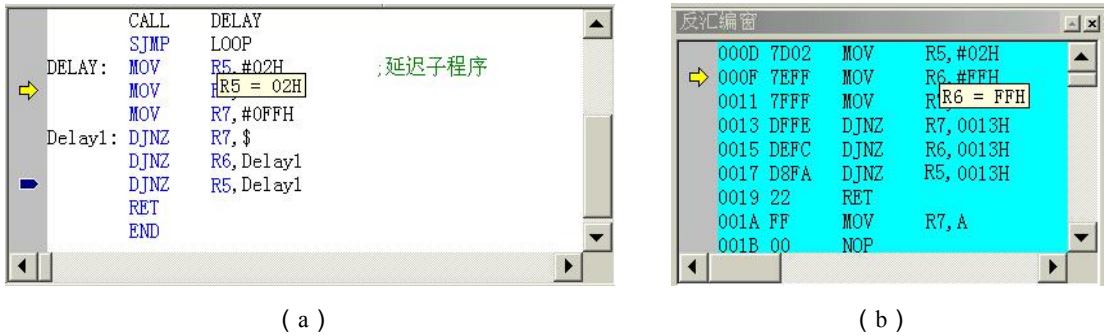 CALL DELAY
SJMP LOOP
DELAY: MOV R5,#02H ;延迟子程序
MOV R5 = 02H
MOV R7,#0FFH
Delay1: DJNZ R7,$
DJNZ R6,Delay1
DJNZ R5,Delay1
RET
END
(a)
反汇编窗
000D 7D02 MOV R5,#02H
000F 7EFF MOV R6,#FFH
0011 7FFF MOV R6 = FFH
0013 DFFE DJNZ R7,0013H
0015 DEFC DJNZ R6,0013H
0017 D8FA DJNZ R5,0013H
0019 22 RET
001A FF MOV R7,A
001B 00 NOP
(b)